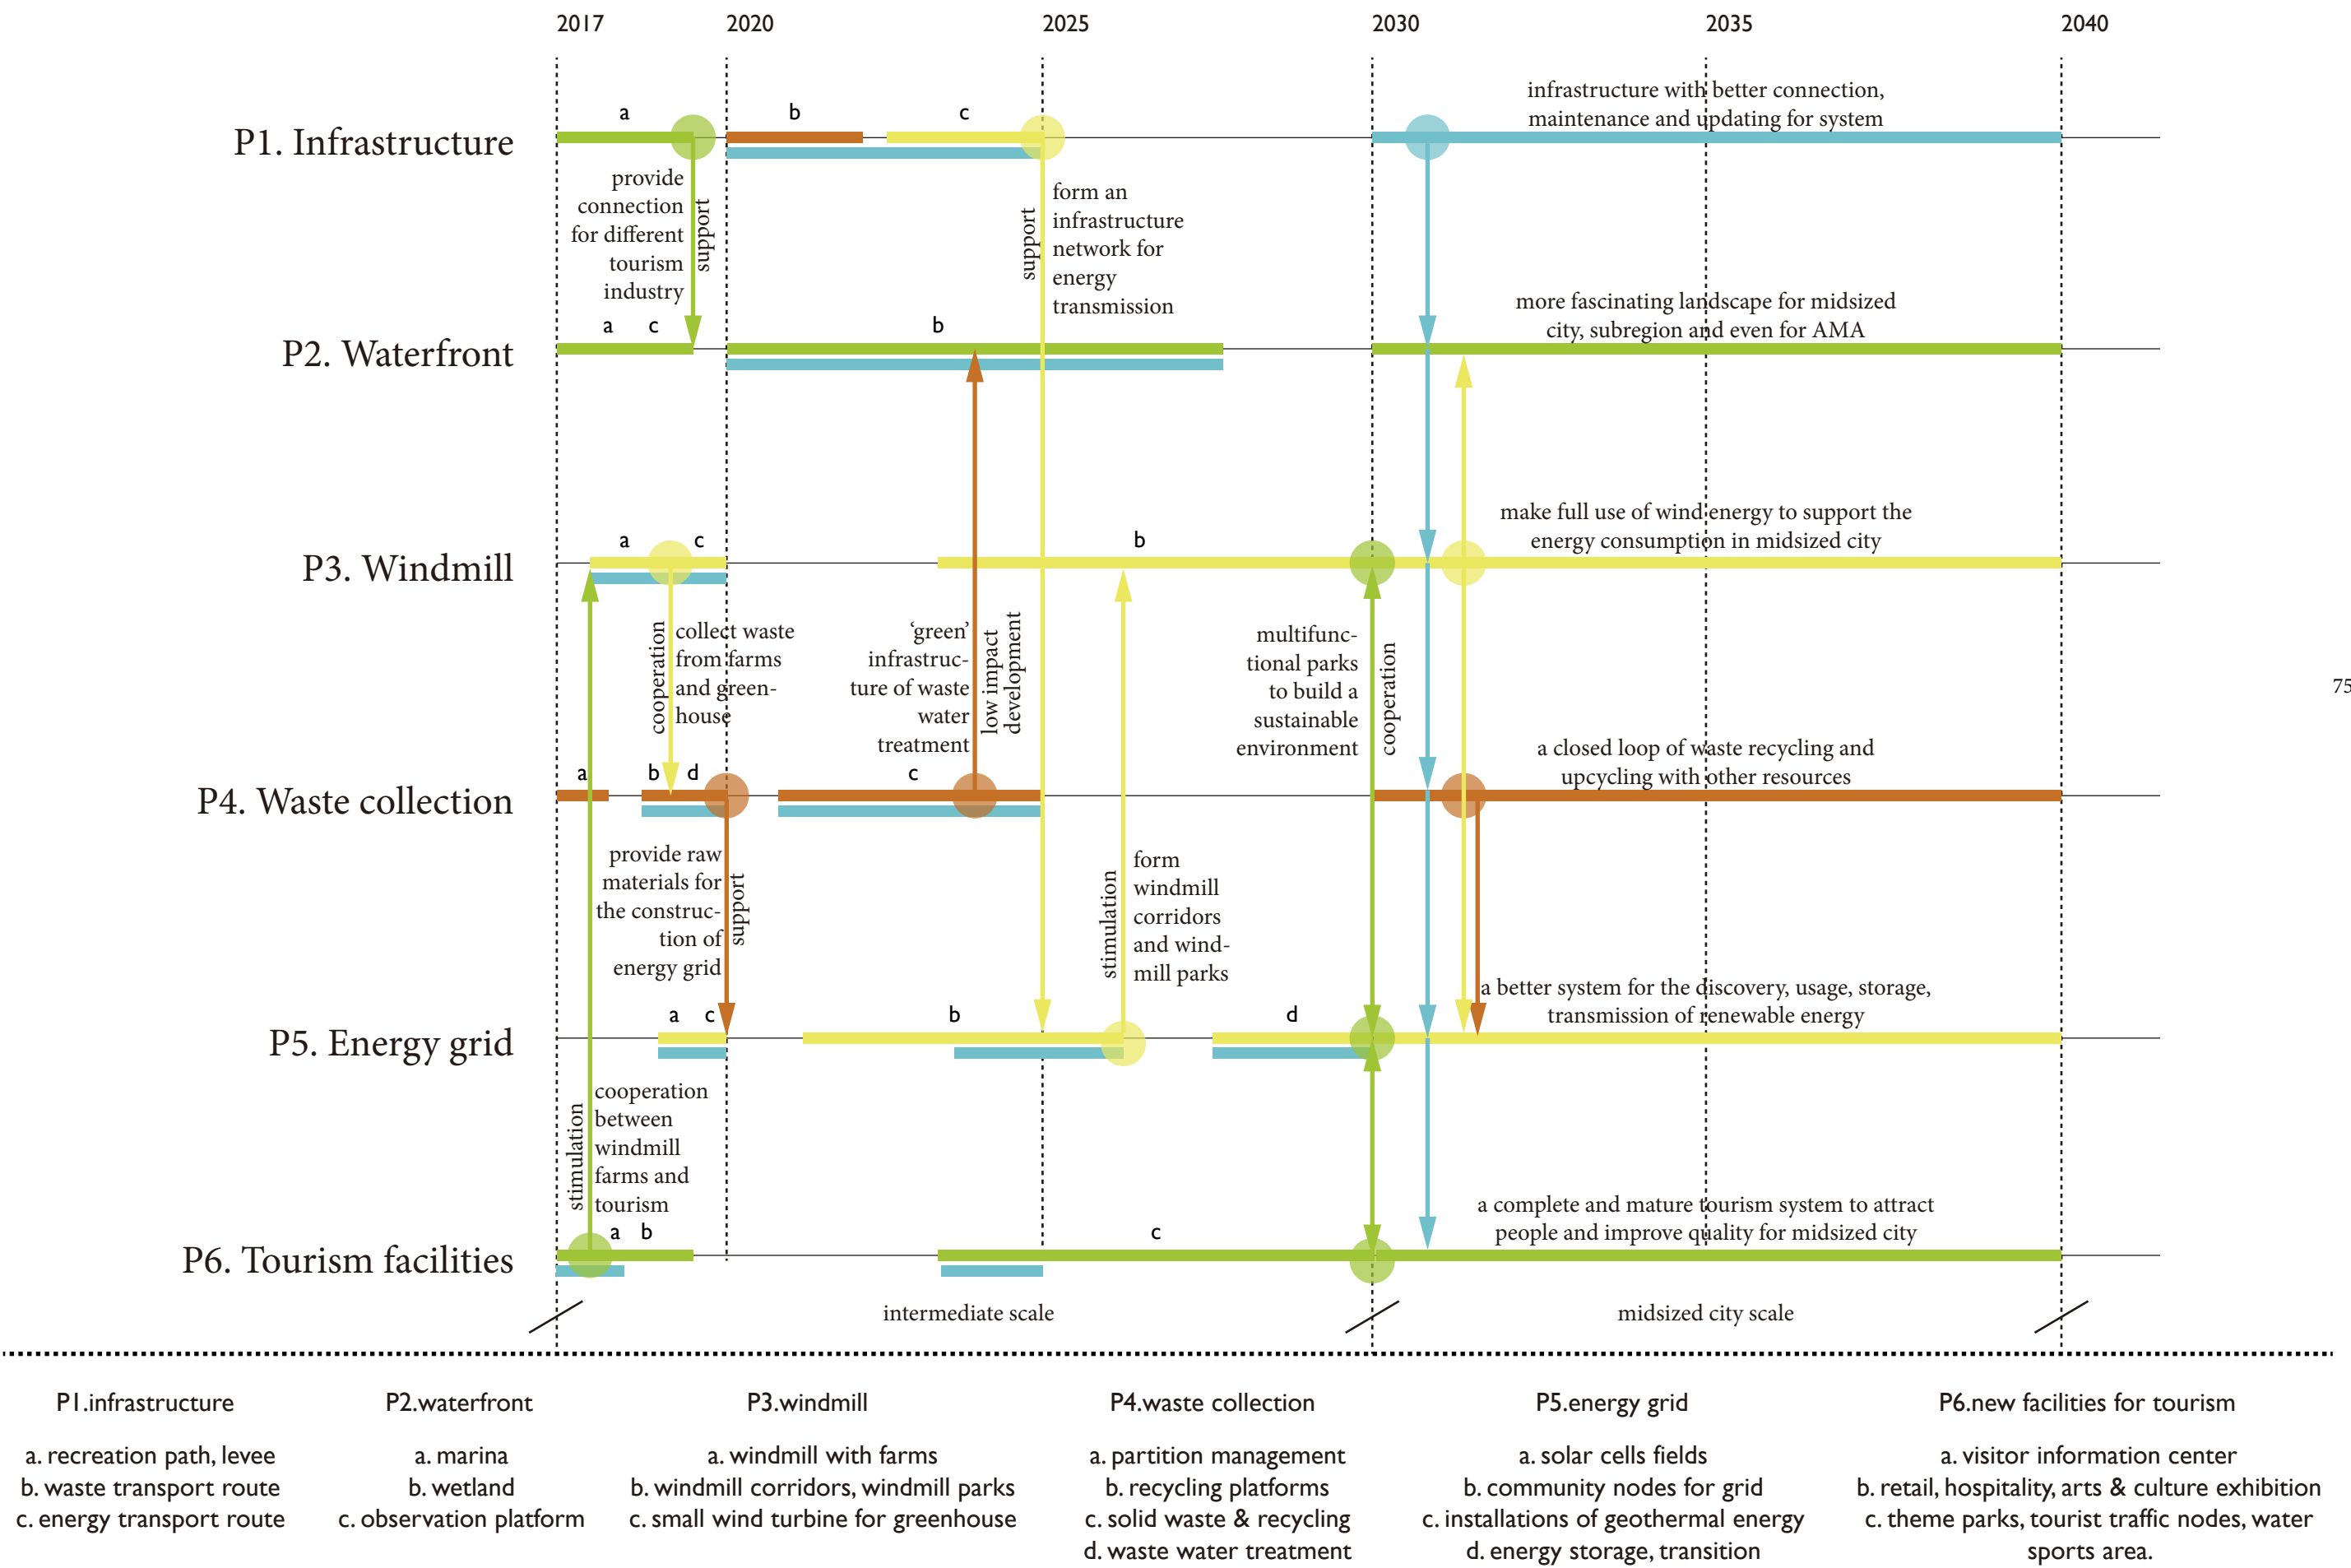 2017 2020 2025 2030 2035 2040
infrastructure with better connection,
maintenance and updating for system
a b c
P1. Infrastructure
provide
connection
for different
tourism
industry
support
support
form an
infrastructure
network for
energy
transmission
more fascinating landscape for midsized
city, subregion and even for AMA
a c b
P2. Waterfront
make full use of wind energy to support the
energy consumption in midsized city
a c b
P3. Windmill
cooperation
collect waste
from farms
and green-
house
‘green’
infrastruc-
ture of waste
water
treatment
low impact
development
multifunc-
tional parks
to build a
sustainable
environment
cooperation
75
a closed loop of waste recycling and
upcycling with other resources
a b d c
P4. Waste collection
provide raw
materials for
the construc-
tion of
energy grid
support
stimulation
form
windmill
corridors
and wind-
mill parks
a better system for the discovery, usage, storage,
transmission of renewable energy
a c b d
P5. Energy grid
stimulation
cooperation
between
windmill
farms and
tourism
a complete and mature tourism system to attract
people and improve quality for midsized city
a b c
P6. Tourism facilities
intermediate scale midsized city scale
P1.infrastructure
a. recreation path, levee
b. waste transport route
c. energy transport route
P2.waterfront
a. marina
b. wetland
c. observation platform
P3.windmill
a. windmill with farms
b. windmill corridors, windmill parks
c. small wind turbine for greenhouse
P4.waste collection
a. partition management
b. recycling platforms
c. solid waste & recycling
d. waste water treatment
P5.energy grid
a. solar cells fields
b. community nodes for grid
c. installations of geothermal energy
d. energy storage, transition
P6.new facilities for tourism
a. visitor information center
b. retail, hospitality, arts & culture exhibition
c. theme parks, tourist traffic nodes, water
sports area.